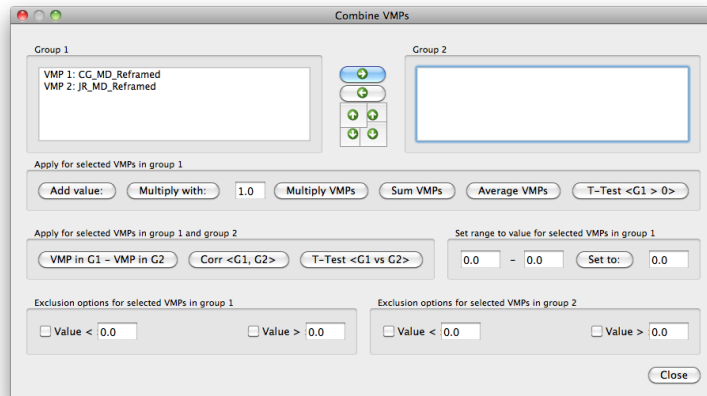 Combine VMPs
Group 1
Group 2
VMP 1: CG_MD_Reframed
VMP 2: JR_MD_Reframed
Apply for selected VMPs in group 1
Add value: Multiply with: 1.0 Multiply VMPs Sum VMPs Average VMPs T-Test <G1 > 0>
Apply for selected VMPs in group 1 and group 2
Set range to value for selected VMPs in group 1
VMP in G1 - VMP in G2 Corr <G1, G2> T-Test <G1 vs G2>
0.0 - 0.0 Set to: 0.0
Exclusion options for selected VMPs in group 1
Exclusion options for selected VMPs in group 2
Value < 0.0 Value > 0.0
Value < 0.0 Value > 0.0
Close